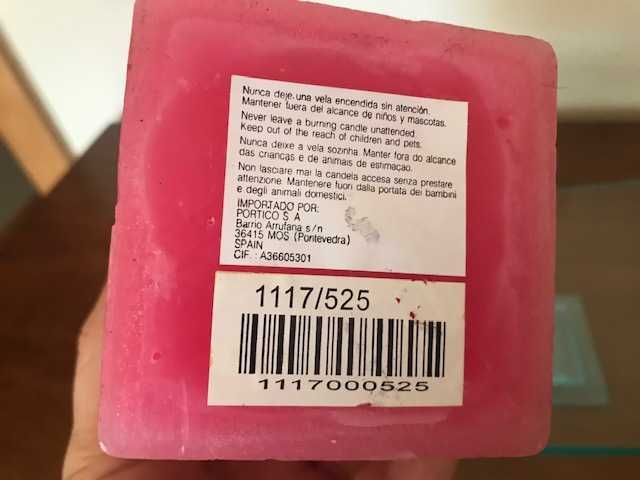 Nunca deje una vela encendida sin atención.
Mantener fuera del alcance de niños y mascotas.
Never leave a burning candle unattended.
Keep out of the reach of children and pets.
Nunca deixe a vela sozinha. Manter fora do alcance
das crianças e de animais de estimaçao.
Non lasciare mai la candela accesa senza prestare
attenzione. Mantenere fuori dalla portata dei bambini
e degli animali domestici.
IMPORTADO POR:
PORTICO S A
Barrio Arrufana s/n
36415 MOS (Pontevedra)
SPAIN
CIF. : A36605301
1117/525
1117000525